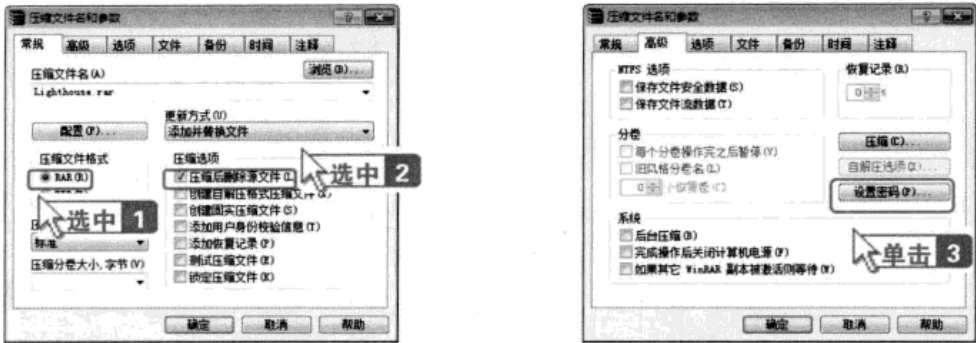 压缩文件名和参数
常规 高级 选项 文件 备份 时间 注释
压缩文件名(A)
浏览(B)...
Lighthouse.rar
更新方式(U)
配置(F)...
添加并替换文件
压缩文件格式
RAR(R)
压缩选项
压缩后删除源文件
创建自解压格式压缩文件
创建固实压缩文件(S)
添加用户身份校验信息(T)
添加恢复记录(P)
测试压缩文件(E)
锁定压缩文件(K)
选中 1
选中 2
标准
压缩分卷大小,字节(V)
确定 取消 帮助
压缩文件名和参数
常规 高级 选项 文件 备份 时间 注释
NTFS 选项
保存文件安全数据(S)
保存文件流数据(T)
恢复记录(R)
0 %
分卷
每个分卷操作完之后暂停(V)
旧风格分卷名(L)
0 个恢复卷(C)
压缩(C)...
自解压选项(O)...
设置密码(P)...
系统
后台压缩(B)
完成操作后关闭计算机电源(F)
如果其它 WinRAR 副本被激活则等待(W)
单击 3
确定 取消 帮助